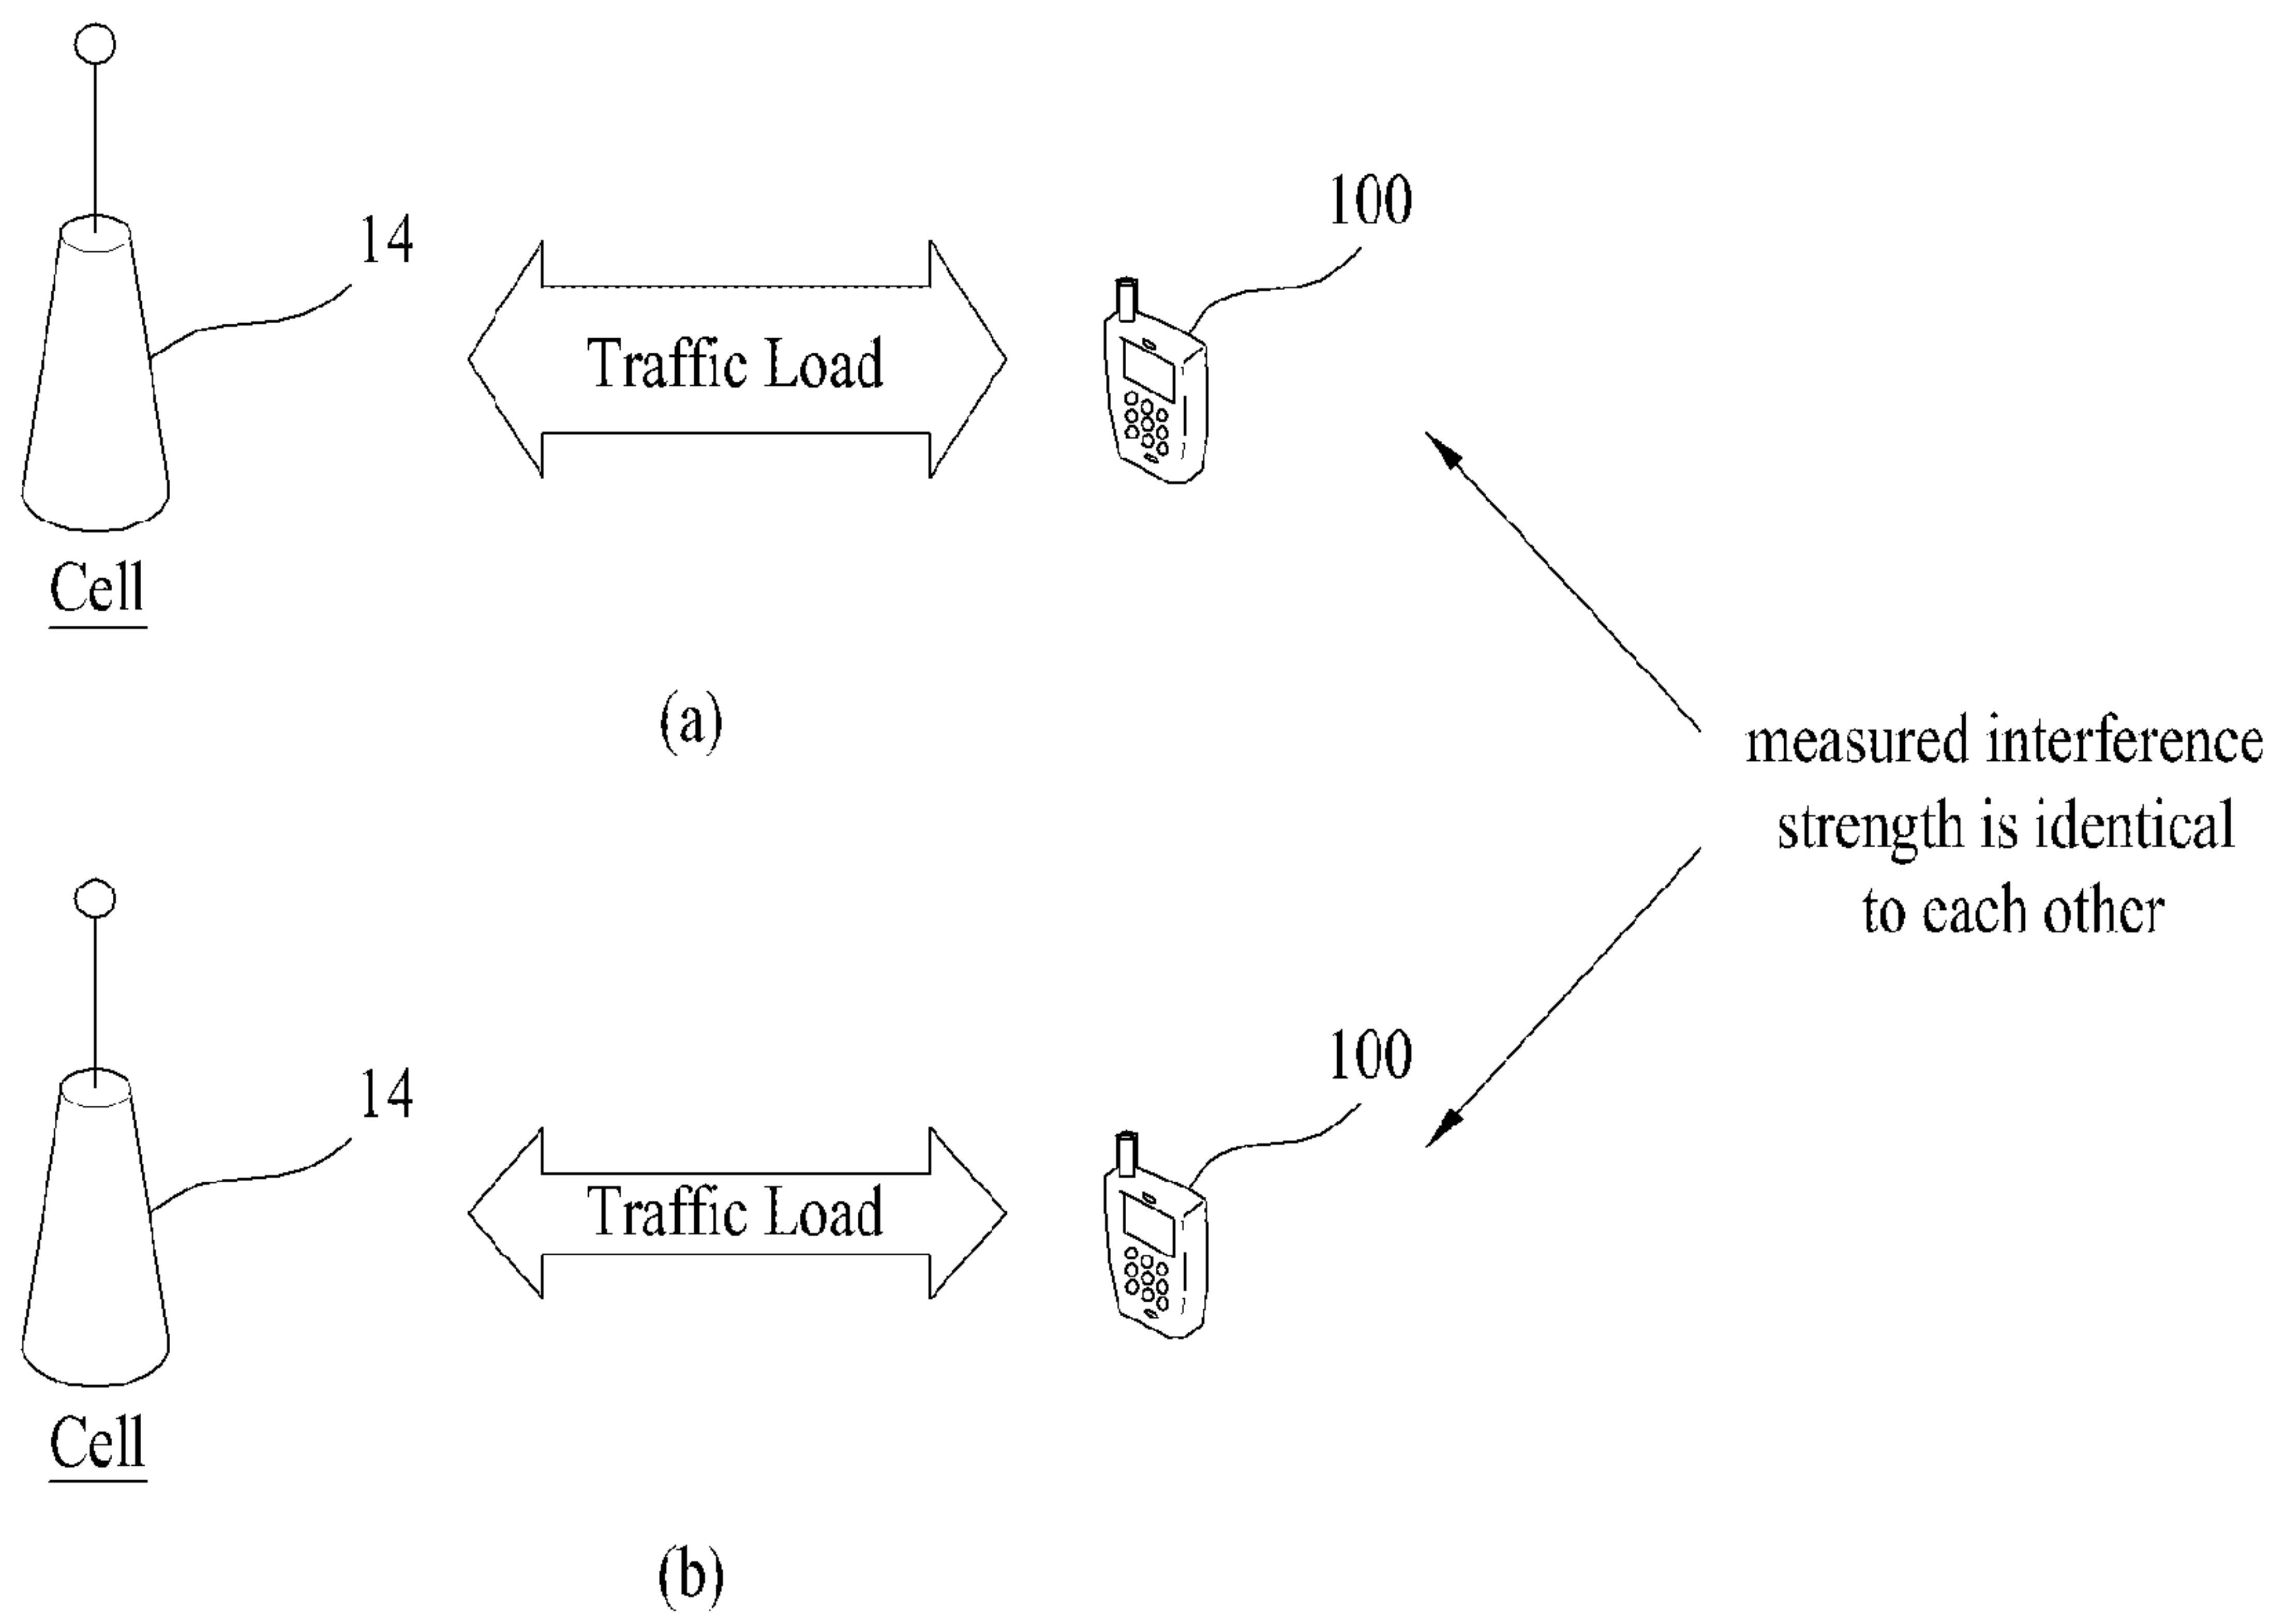 14
100
Traffic Load
Cell
(a)
measured interference
strength is identical
to each other
14
100
Traffic Load
Cell
(b)